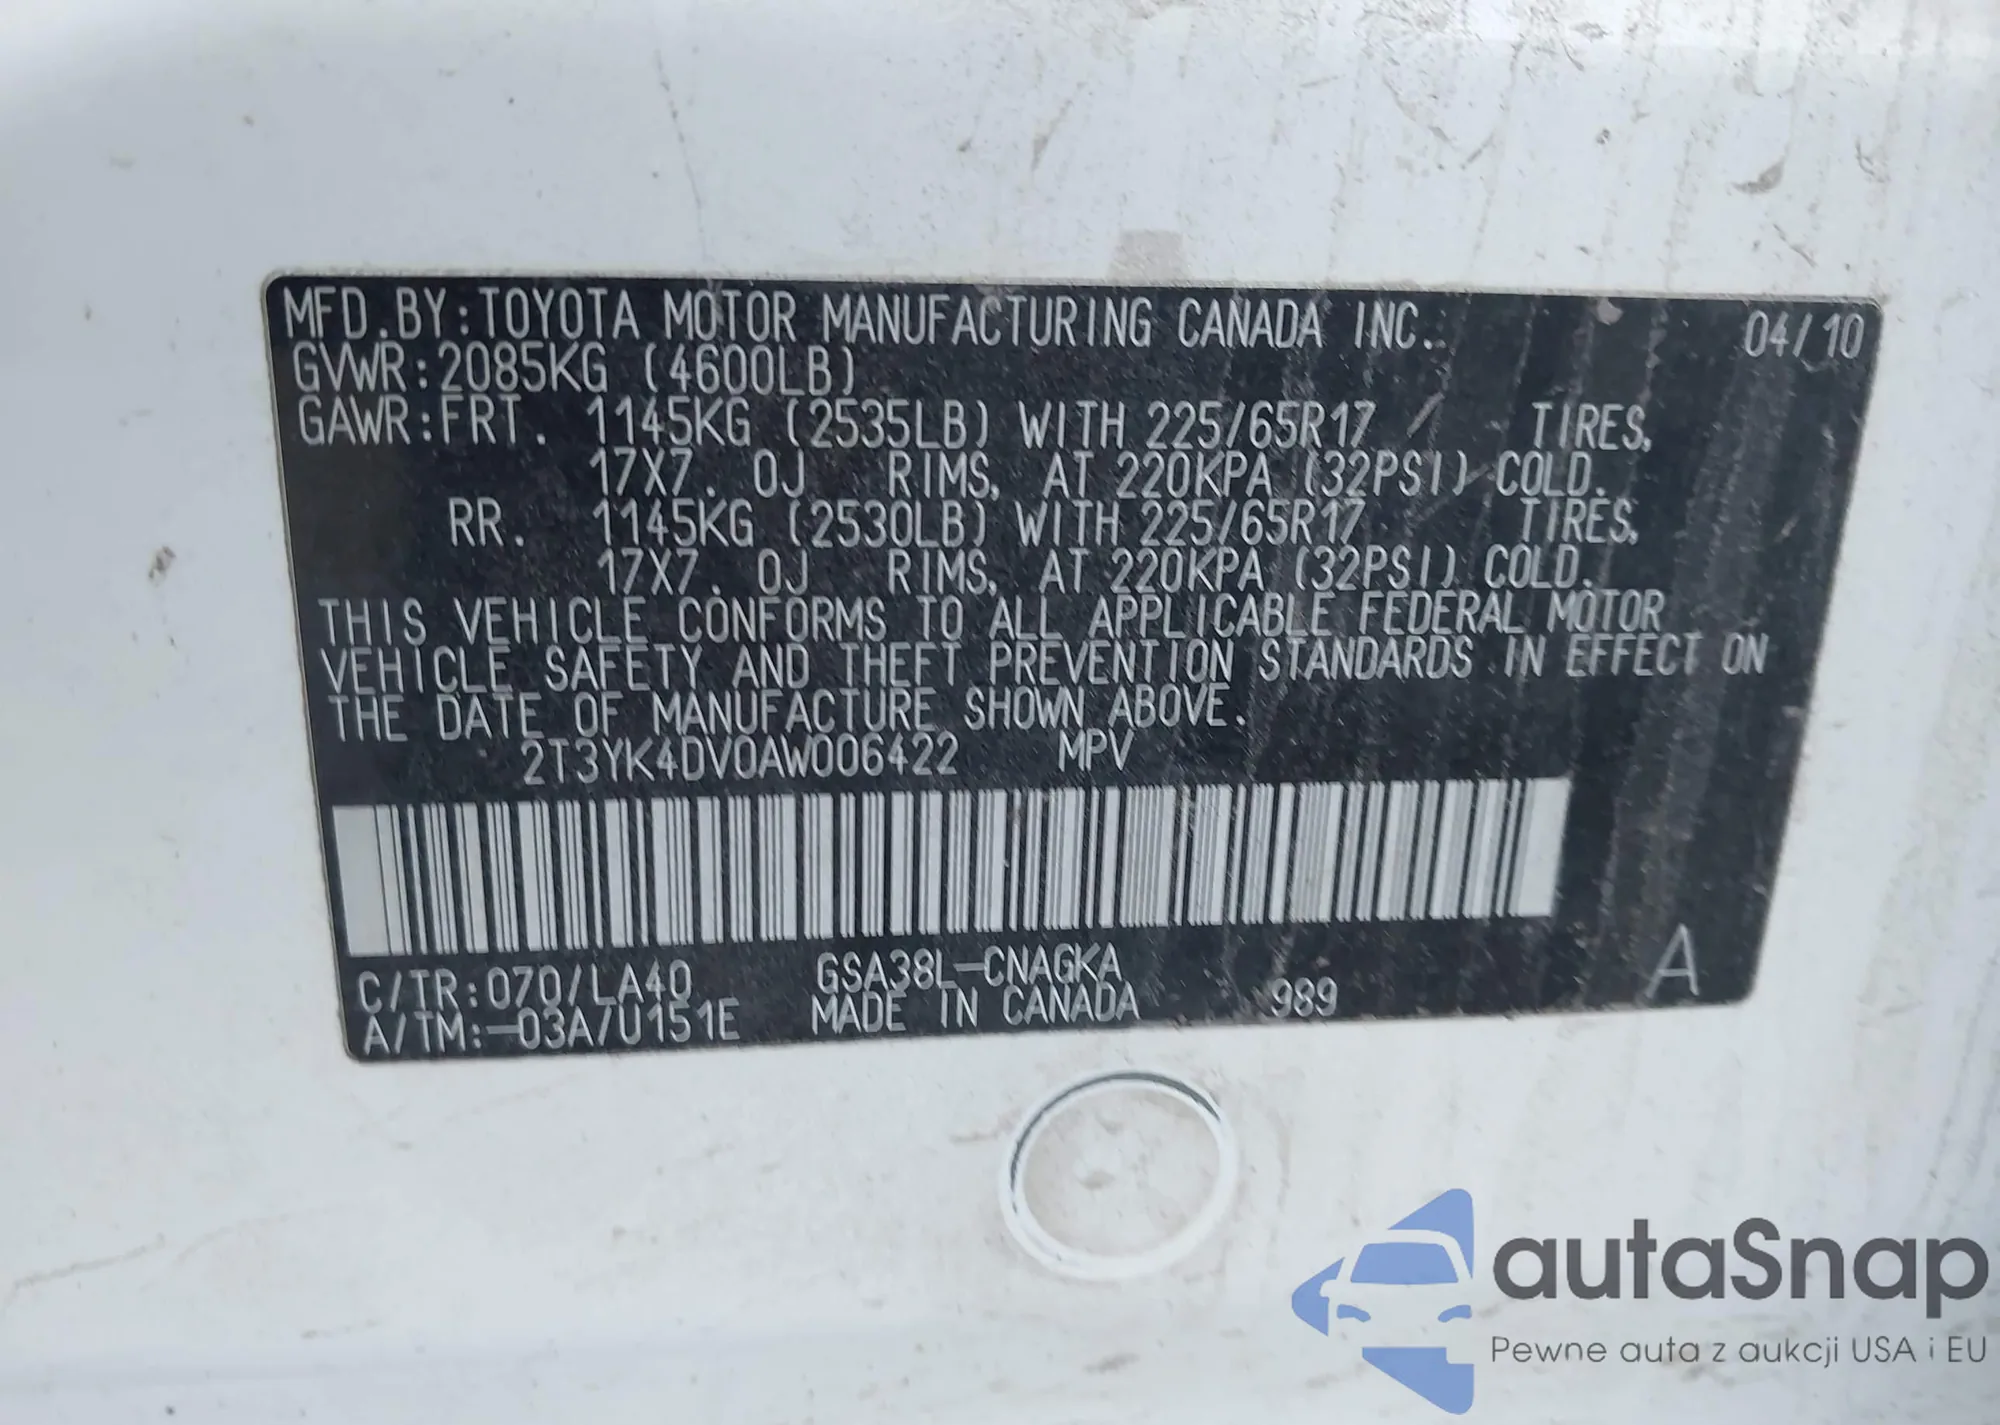 MFD.BY:TOYOTA MOTOR MANUFACTURING CANADA INC. 04/10
GVWR:2085KG (4600LB)
GAWR:FRT. 1145KG (2535LB) WITH 225/65R17 TIRES,
17X7.0J RIMS, AT 220KPA (32PSI) COLD.
RR. 1145KG (2530LB) WITH 225/65R17 TIRES,
17X7.0J RIMS, AT 220KPA (32PSI) COLD.
THIS VEHICLE CONFORMS TO ALL APPLICABLE FEDERAL MOTOR
VEHICLE SAFETY AND THEFT PREVENTION STANDARDS IN EFFECT ON
THE DATE OF MANUFACTURE SHOWN ABOVE.
2T3YK4DV0AW006422 MPV
C/TR:070/LA40 GSA38L-CNAGKA
A/TM:-03A/U151E MADE IN CANADA 989 A
autaSnap
Pewne auta z aukcji USA i EU